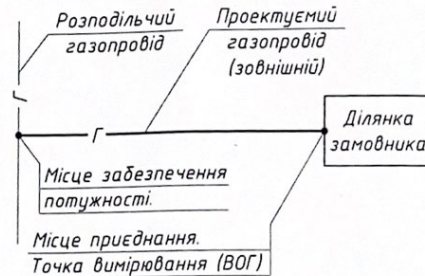 Розподільчий
газопровід
Проектуємий
газопровід
(зовнішній)
Г
Г
Ділянка
замовника
Місце забезпечення
потужності.
Місце приєднання.
Точка вимірювання (ВОГ)